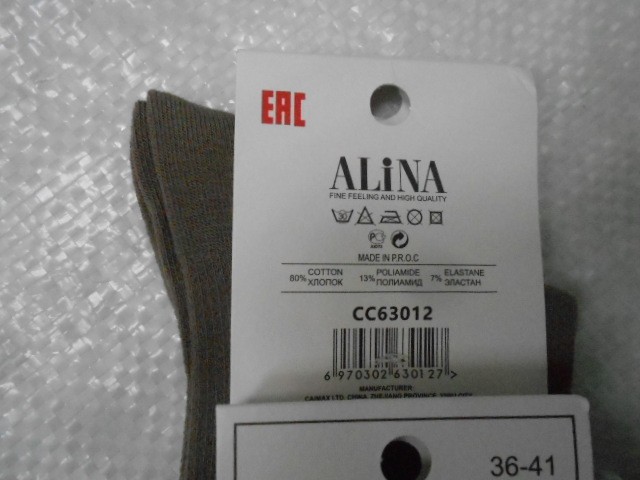 EAC
ALiNA
FINE FEELING AND HIGH QUALITY
MADE IN P.R.O.C
80% COTTON ХЛОПОК 13% POLIAMIDE ПОЛИАМИД 7% ELASTANE ЭЛАСТАН
CC63012
6 970302 630127 >
MANUFACTURER
36-41